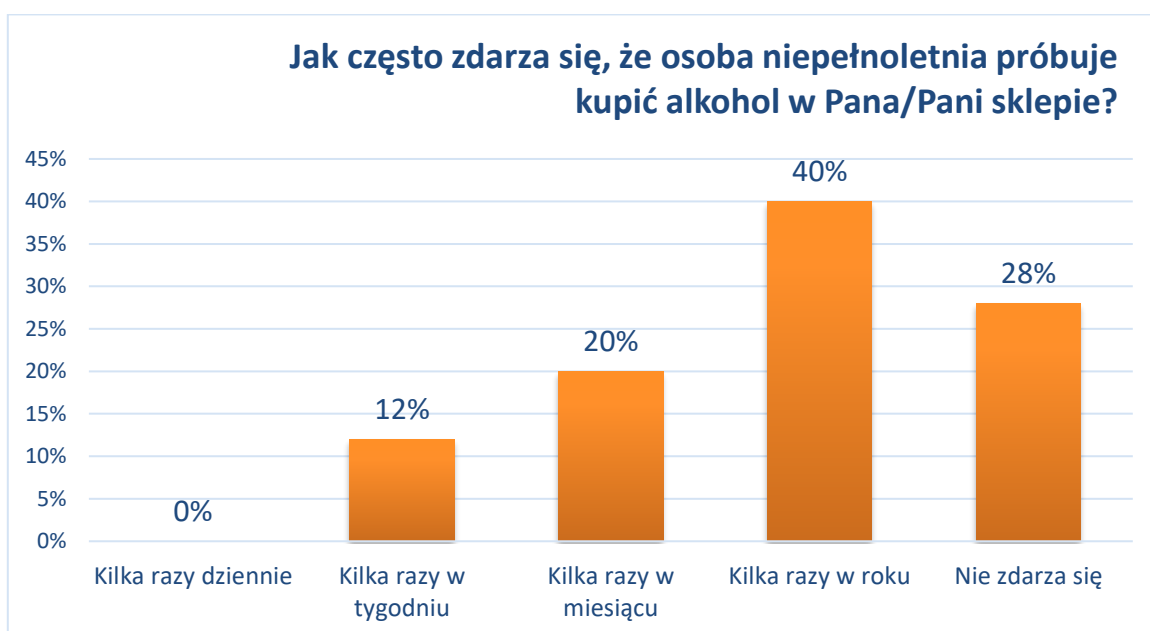 Jak często zdarza się, że osoba niepełnoletnia próbuje
kupić alkohol w Pana/Pani sklepie?
45%
40%
35%
30%
25%
20%
15%
10%
5%
0%
0%
12%
20%
40%
28%
Kilka razy dziennie
Kilka razy w
tygodniu
Kilka razy w
miesiącu
Kilka razy w roku
Nie zdarza się